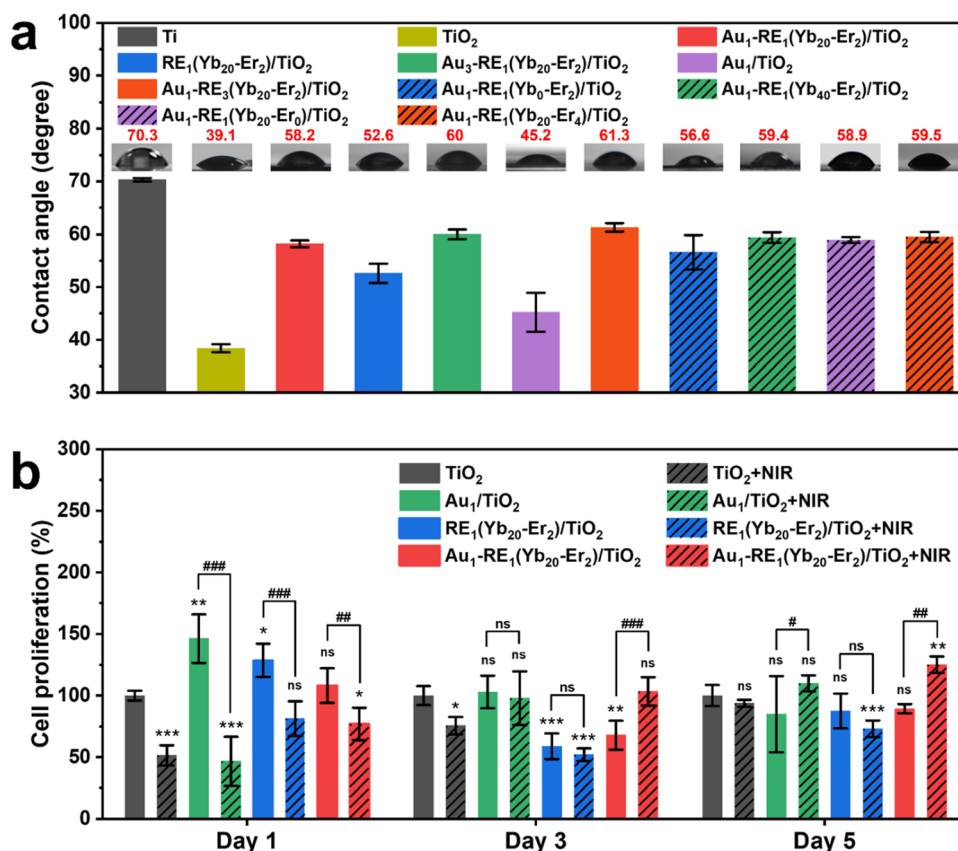 a
Contact angle (degree)
100
90
80
70
60
50
40
30
Ti
TiO₂
Au₁-RE₁(Yb₂₀-Er₂)/TiO₂
RE₁(Yb₂₀-Er₂)/TiO₂
Au₃-RE₁(Yb₂₀-Er₂)/TiO₂
Au₁/TiO₂
Au₁-RE₃(Yb₂₀-Er₂)/TiO₂
Au₁-RE₁(Yb₀-Er₂)/TiO₂
Au₁-RE₁(Yb₄₀-Er₂)/TiO₂
Au₁-RE₁(Yb₂₀-Er₀)/TiO₂
Au₁-RE₁(Yb₂₀-Er₄)/TiO₂
70.3 39.1 58.2 52.6 60 45.2 61.3 56.6 59.4 58.9 59.5
b
Cell proliferation (%)
300
250
200
150
100
50
0
TiO₂
TiO₂+NIR
Au₁/TiO₂
Au₁/TiO₂+NIR
RE₁(Yb₂₀-Er₂)/TiO₂
RE₁(Yb₂₀-Er₂)/TiO₂+NIR
Au₁-RE₁(Yb₂₀-Er₂)/TiO₂
Au₁-RE₁(Yb₂₀-Er₂)/TiO₂+NIR
### ### ##
*** ** *** * ns ns *
ns ns ###
* ns ns *** *** ** ns
# ns ##
ns ns ns ns *** ns **
Day 1 Day 3 Day 5